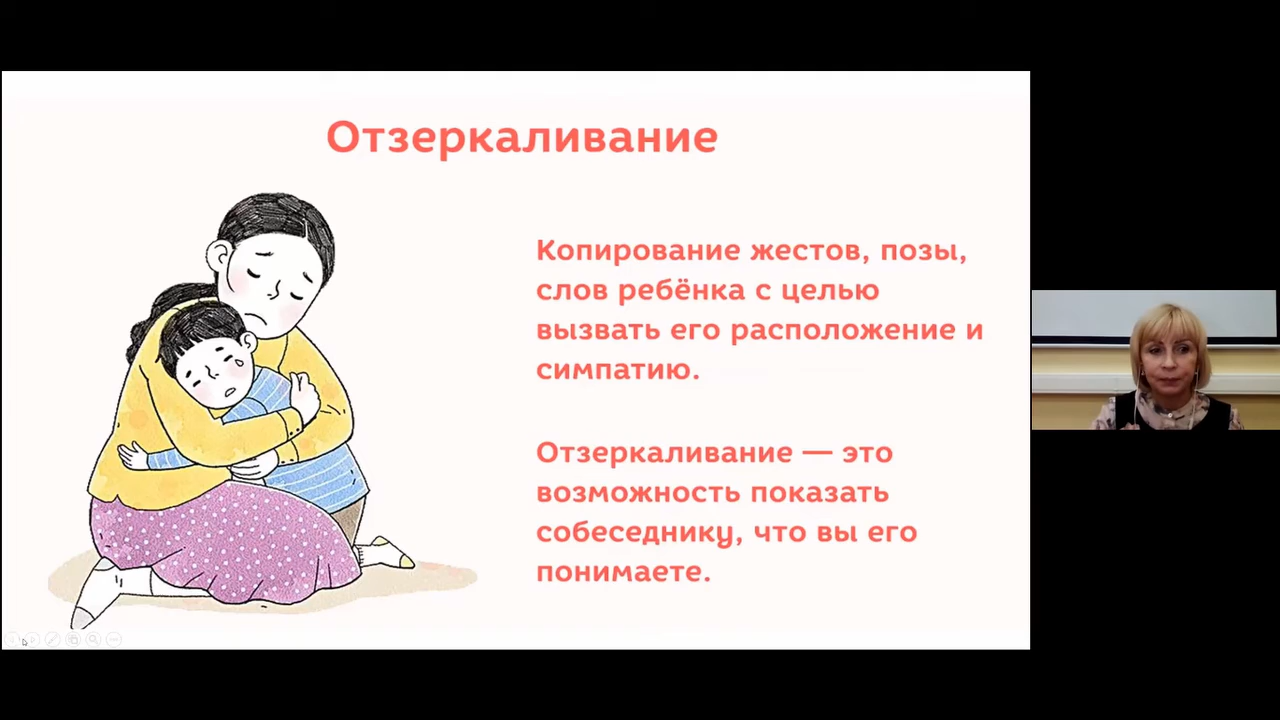 Отзеркаливание
Копирование жестов, позы,
слов ребёнка с целью
вызвать его расположение и
симпатию.
Отзеркаливание — это
возможность показать
собеседнику, что вы его
понимаете.